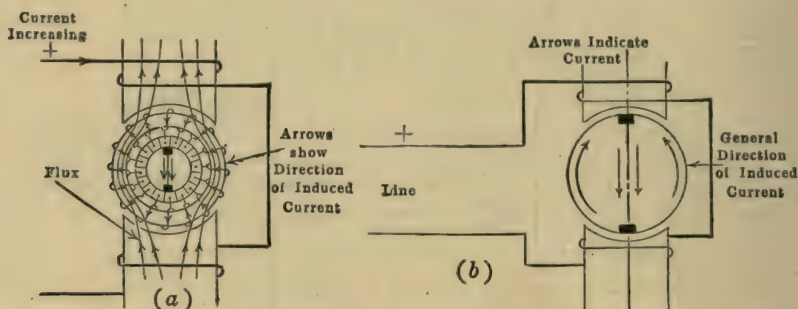 Current
Increasing
+
Flux
Arrows
show
Direction
of Induced
Current
(a)
Arrows Indicate
Current
+
Line
General
Direction
of Induced
Current
(b)